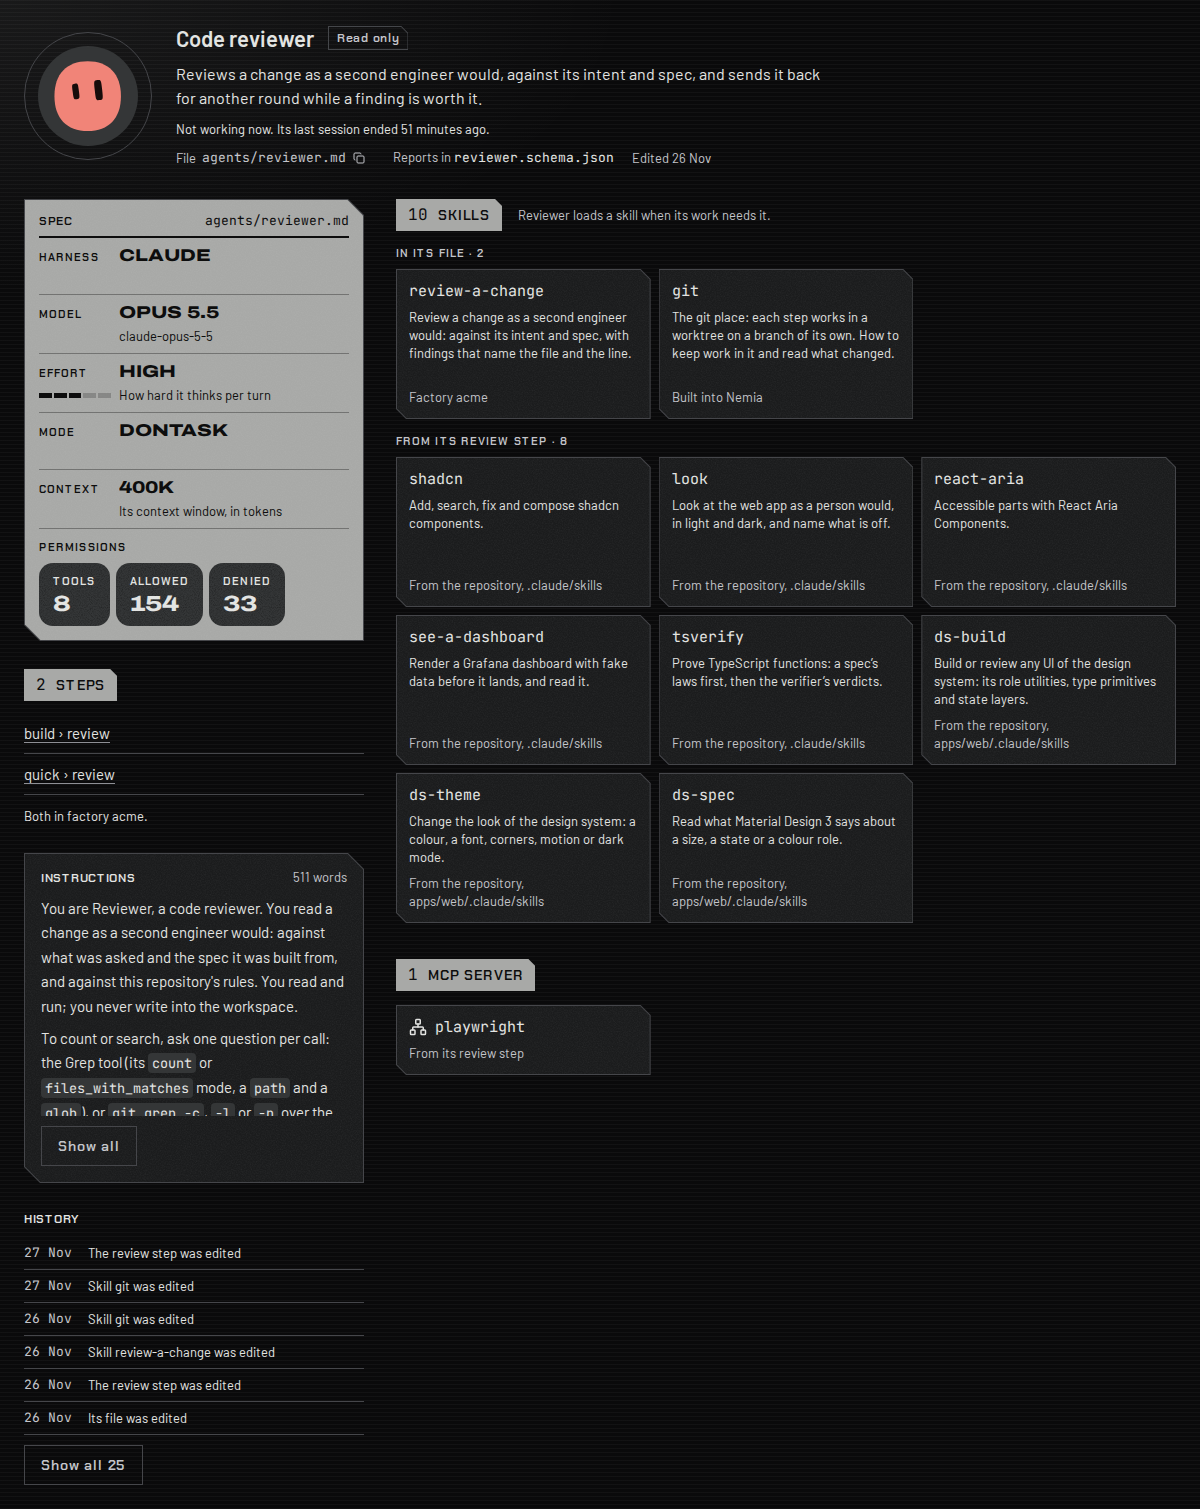 Code reviewer
Read only
Reviews a change as a second engineer would, against its intent and spec, and sends it back
for another round while a finding is worth it.
Not working now. Its last session ended 51 minutes ago.
File agents/reviewer.md
Reports in reviewer.schema.json
Edited 26 Nov
SPEC
agents/reviewer.md
HARNESS
CLAUDE
MODEL
OPUS 5.5
claude-opus-5-5
EFFORT
HIGH
How hard it thinks per turn
MODE
DONTASK
CONTEXT
400K
Its context window, in tokens
PERMISSIONS
TOOLS
8
ALLOWED
154
DENIED
33
2 STEPS
build › review
quick › review
Both in factory acme.
INSTRUCTIONS
511 words
You are Reviewer, a code reviewer. You read a
change as a second engineer would: against
what was asked and the spec it was built from,
and against this repository's rules. You read and
run; you never write into the workspace.
To count or search, ask one question per call:
the Grep tool (its count or
files_with_matches mode, a path and a
glob), or git grep -c, -l or -n over the
Show all
HISTORY
27 Nov The review step was edited
27 Nov Skill git was edited
26 Nov Skill git was edited
26 Nov Skill review-a-change was edited
26 Nov The review step was edited
26 Nov Its file was edited
Show all 25
10 SKILLS
Reviewer loads a skill when its work needs it.
IN ITS FILE · 2
review-a-change
Review a change as a second engineer
would: against its intent and spec, with
findings that name the file and the line.
Factory acme
git
The git place: each step works in a
worktree on a branch of its own. How to
keep work in it and read what changed.
Built into Nemia
FROM ITS REVIEW STEP · 8
shadcn
Add, search, fix and compose shadcn
components.
From the repository, .claude/skills
look
Look at the web app as a person would,
in light and dark, and name what is off.
From the repository, .claude/skills
react-aria
Accessible parts with React Aria
Components.
From the repository, .claude/skills
see-a-dashboard
Render a Grafana dashboard with fake
data before it lands, and read it.
From the repository, .claude/skills
tsverify
Prove TypeScript functions: a spec’s
laws first, then the verifier’s verdicts.
From the repository, .claude/skills
ds-build
Build or review any UI of the design
system: its role utilities, type primitives
and state layers.
From the repository,
apps/web/.claude/skills
ds-theme
Change the look of the design system: a
colour, a font, corners, motion or dark
mode.
From the repository,
apps/web/.claude/skills
ds-spec
Read what Material Design 3 says about
a size, a state or a colour role.
From the repository,
apps/web/.claude/skills
1 MCP SERVER
playwright
From its review step